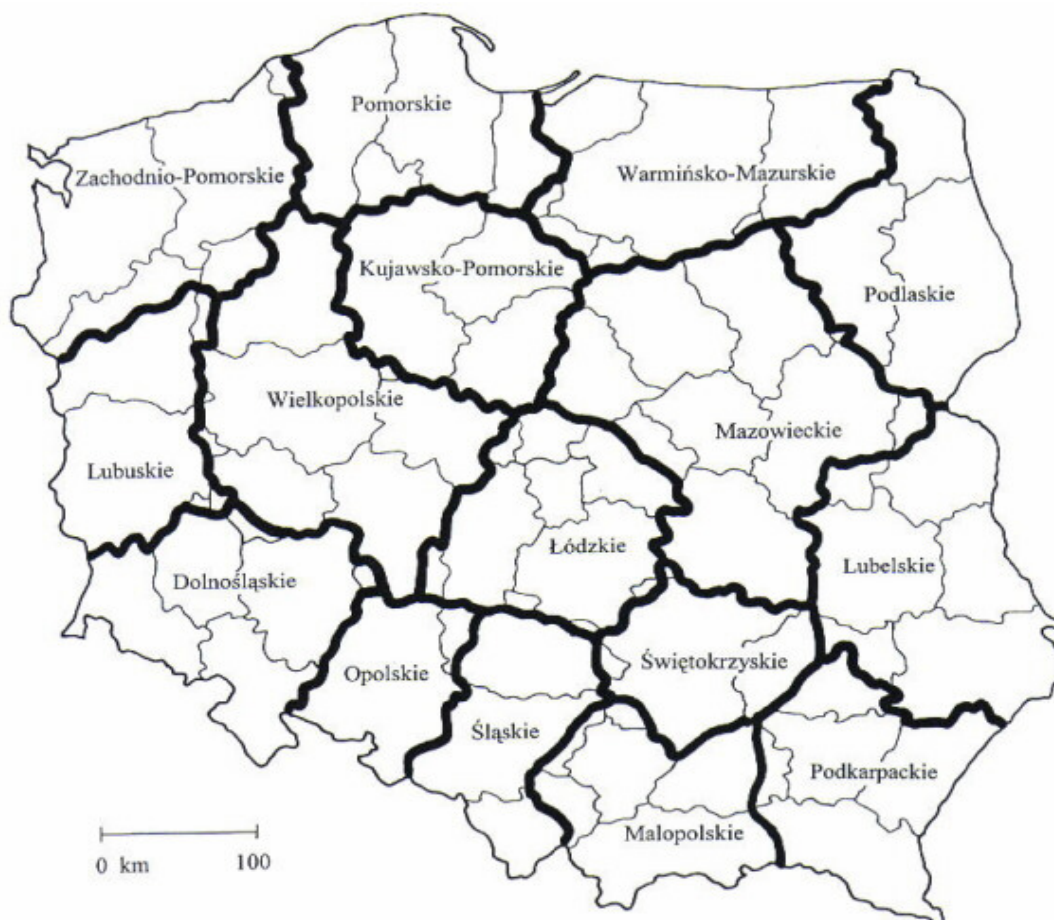 Pomorskie
Zachodnio-Pomorskie
Warmińsko-Mazurskie
Kujawsko-Pomorskie
Podlaskie
Wielkopolskie
Mazowieckie
Lubuskie
Łódzkie
Lubelskie
Dolnośląskie
Świętokrzyskie
Opolskie
Śląskie
Podkarpackie
Malopolskie
0 km 100